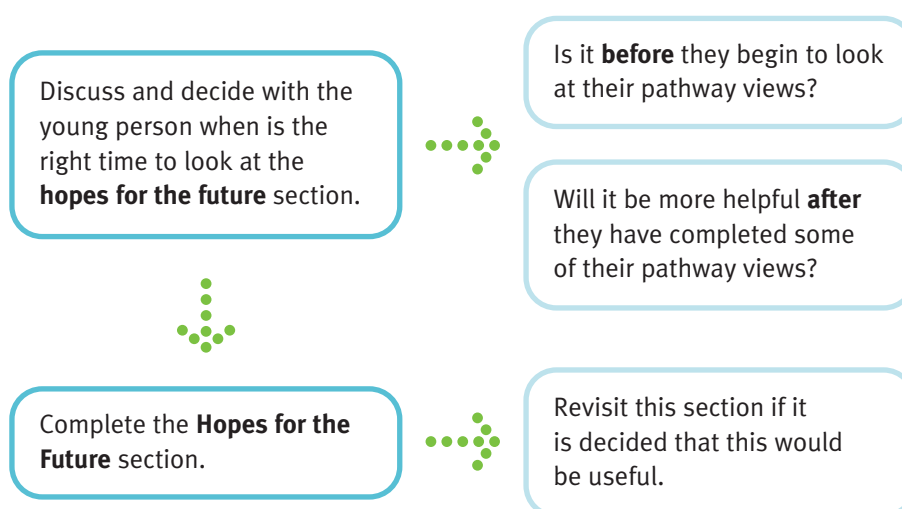 Discuss and decide with the
young person when is the
right time to look at the
hopes for the future section.
Is it before they begin to look
at their pathway views?
Will it be more helpful after
they have completed some
of their pathway views?
Complete the Hopes for the
Future section.
Revisit this section if it
is decided that this would
be useful.